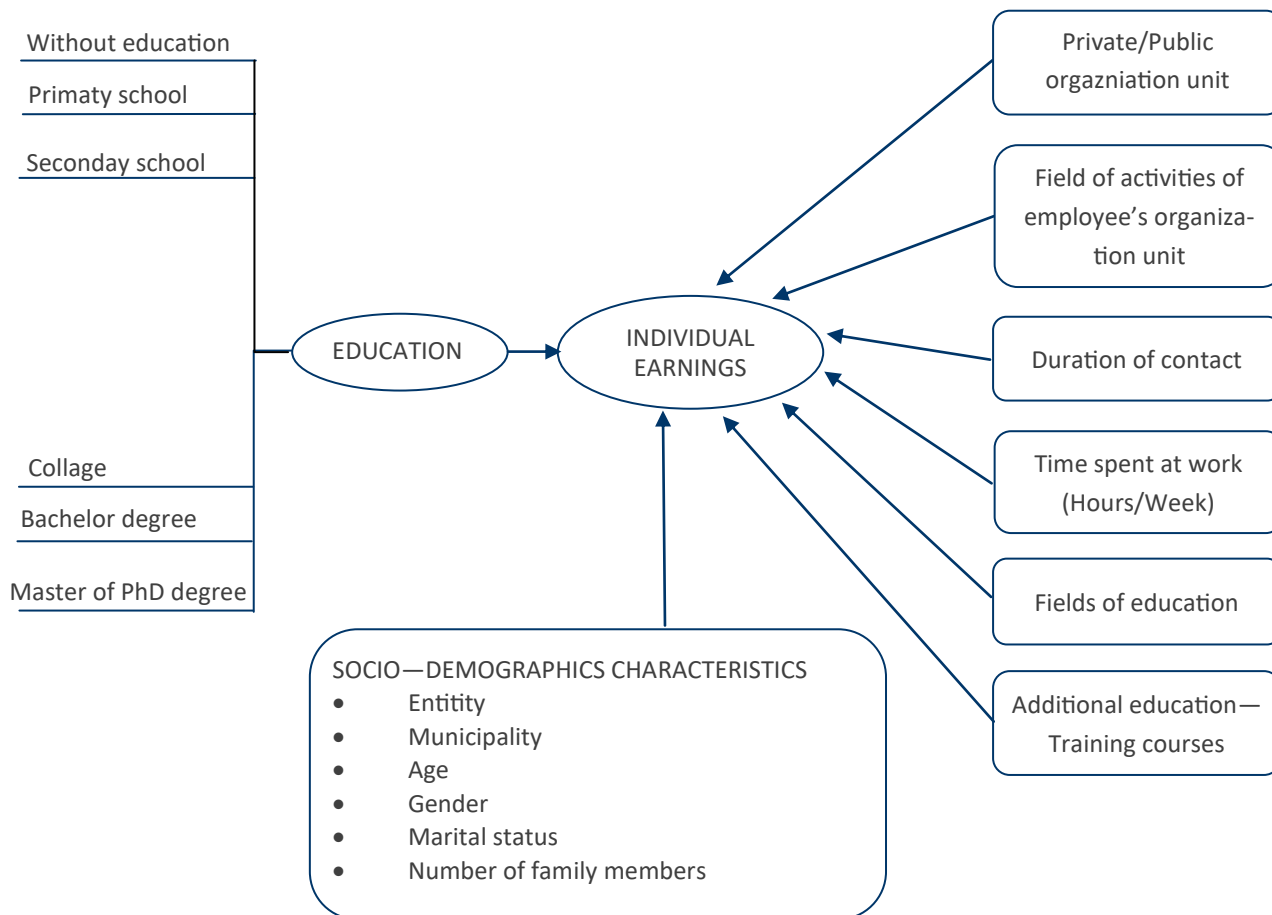 Without education
Primaty school
Seconday school
Collage
Bachelor degree
Master of PhD degree
EDUCATION
INDIVIDUAL
EARNINGS
SOCIO—DEMOGRAPHICS CHARACTERISTICS
• Entitity
• Municipality
• Age
• Gender
• Marital status
• Number of family members
Private/Public
orgazniation unit
Field of activities of
employee’s organiza-
tion unit
Duration of contact
Time spent at work
(Hours/Week)
Fields of education
Additional education—
Training courses